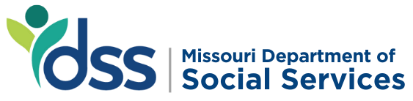 dss
Missouri Department of
Social Services